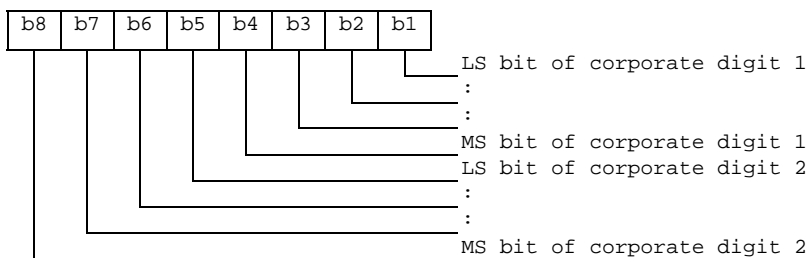 b8 b7 b6 b5 b4 b3 b2 b1
LS bit of corporate digit 1
:
:
MS bit of corporate digit 1
LS bit of corporate digit 2
:
:
MS bit of corporate digit 2